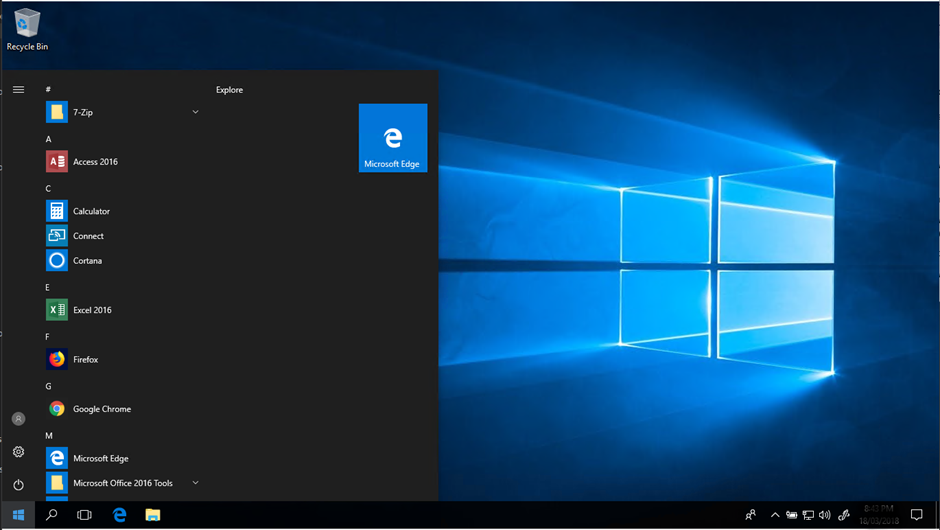 Recycle Bin
#
Explore
7-Zip
A
Microsoft Edge
Access 2016
C
Calculator
Connect
Cortana
E
Excel 2016
F
Firefox
G
Google Chrome
M
Microsoft Edge
Microsoft Office 2016 Tools
8:43 PM
18/03/2018